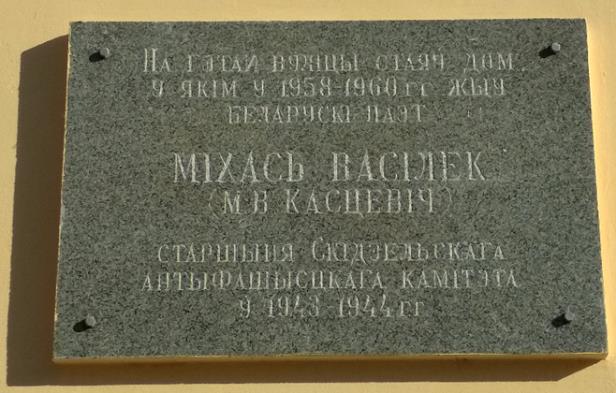 На гэтай вуліцы стаяў дом,
у якім у 1958-1960 гг. жыў
беларускі паэт
МІХАСЬ ВАСІЛЕК
(М.В. КАСЦЕВІЧ)
старшыня Скідзельскага
антыфашысцкага камітэта
у 1943-1944 гг.